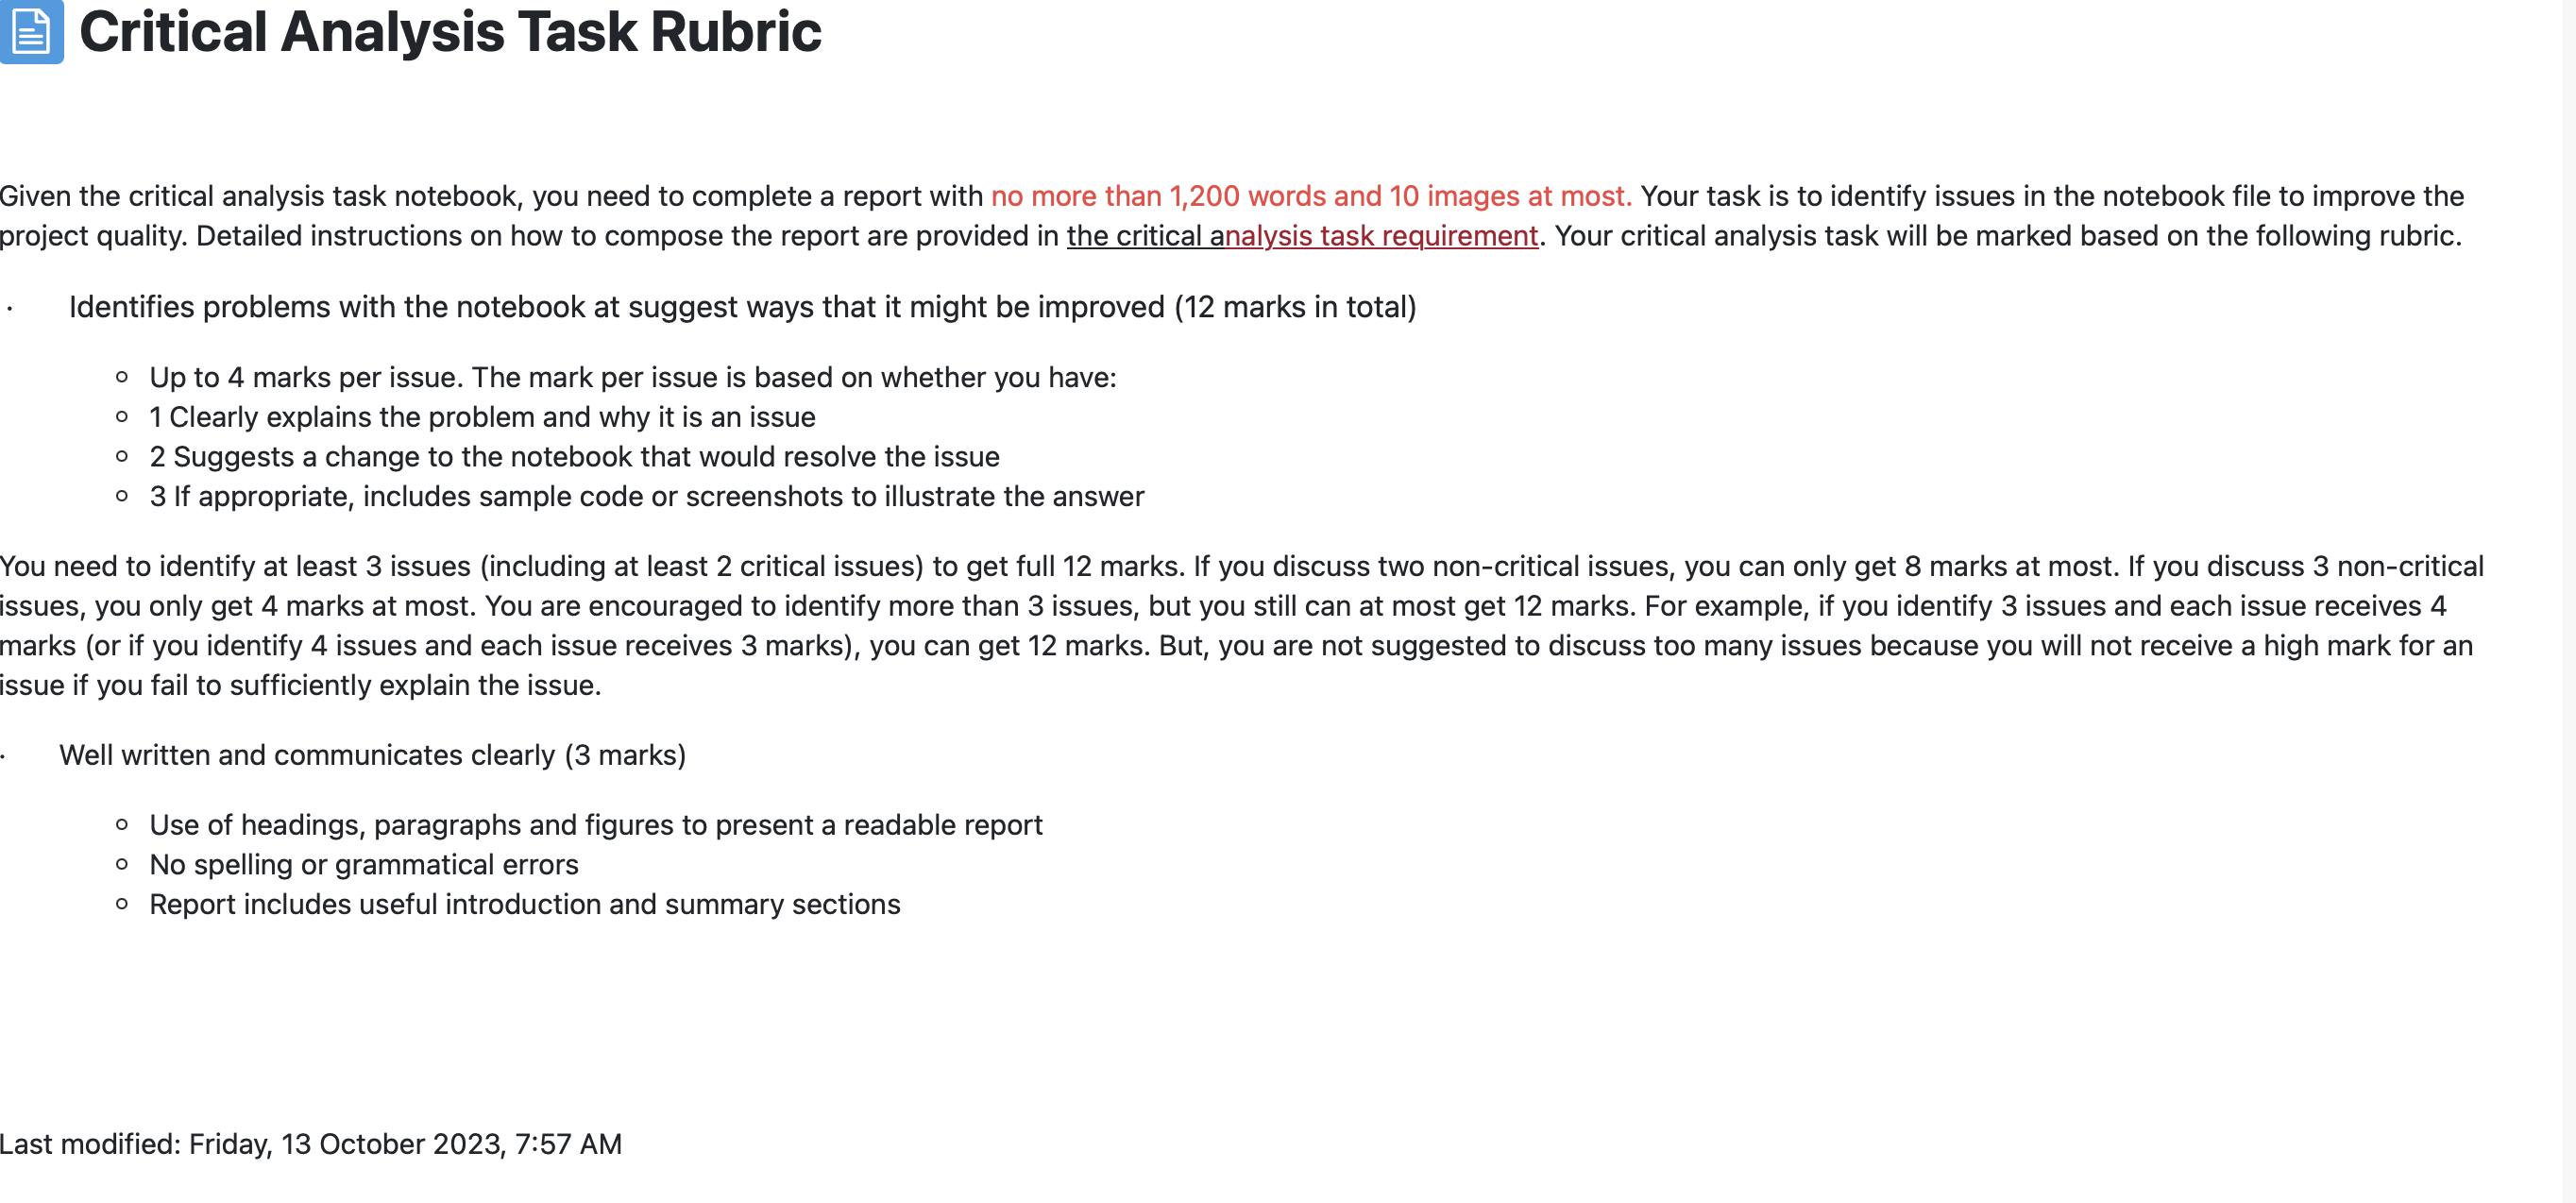 Critical Analysis Task Rubric
Given the critical analysis task notebook, you need to complete a report with no more than 1,200 words and 10 images at most. Your task is to identify issues in the notebook file to improve the
project quality. Detailed instructions on how to compose the report are provided in the critical analysis task requirement. Your critical analysis task will be marked based on the following rubric.
· Identifies problems with the notebook at suggest ways that it might be improved (12 marks in total)
○ Up to 4 marks per issue. The mark per issue is based on whether you have:
○ 1 Clearly explains the problem and why it is an issue
○ 2 Suggests a change to the notebook that would resolve the issue
○ 3 If appropriate, includes sample code or screenshots to illustrate the answer
You need to identify at least 3 issues (including at least 2 critical issues) to get full 12 marks. If you discuss two non-critical issues, you can only get 8 marks at most. If you discuss 3 non-critical
issues, you only get 4 marks at most. You are encouraged to identify more than 3 issues, but you still can at most get 12 marks. For example, if you identify 3 issues and each issue receives 4
marks (or if you identify 4 issues and each issue receives 3 marks), you can get 12 marks. But, you are not suggested to discuss too many issues because you will not receive a high mark for an
issue if you fail to sufficiently explain the issue.
· Well written and communicates clearly (3 marks)
○ Use of headings, paragraphs and figures to present a readable report
○ No spelling or grammatical errors
○ Report includes useful introduction and summary sections
Last modified: Friday, 13 October 2023, 7:57 AM